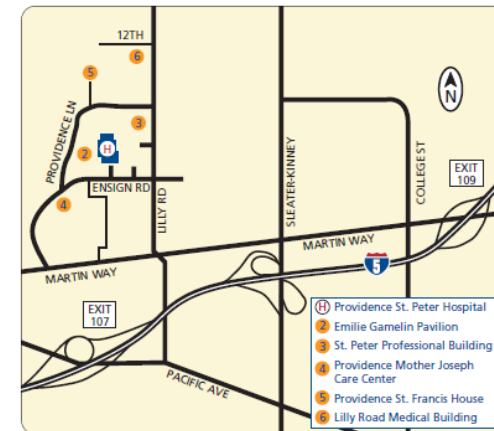 12TH
6
5
N
PROVIDENCE LN
3
2
H
EXIT
109
ENSIGN RD
LILLY RD
SLEATER-KINNEY
COLLEGE ST
4
MARTIN WAY
5
MARTIN WAY
EXIT
107
PACIFIC AVE
H Providence St. Peter Hospital
2 Emilie Gamelin Pavilion
3 St. Peter Professional Building
4 Providence Mother Joseph
Care Center
5 Providence St. Francis House
6 Lilly Road Medical Building